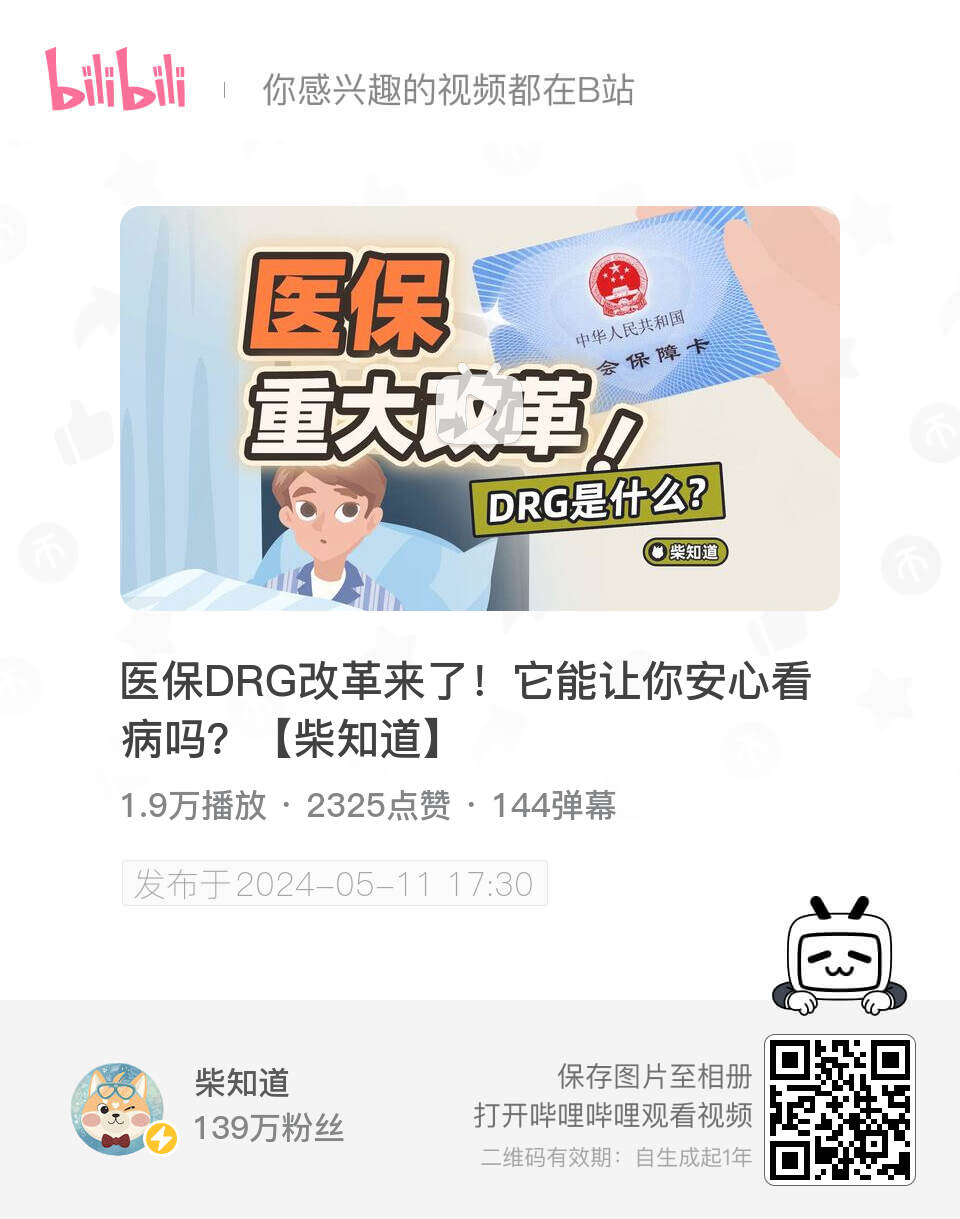 bilibili
你感兴趣的视频都在B站
医保
重大改革!
中华人民共和国
会保障卡
DRG是什么?
柴知道
医保DRG改革来了！它能让你安心看
病吗？【柴知道】
1.9万播放 · 2325点赞 · 144弹幕
发布于2024-05-11 17:30
柴知道
139万粉丝
保存图片至相册
打开哔哩哔哩观看视频
二维码有效期：自生成起1年